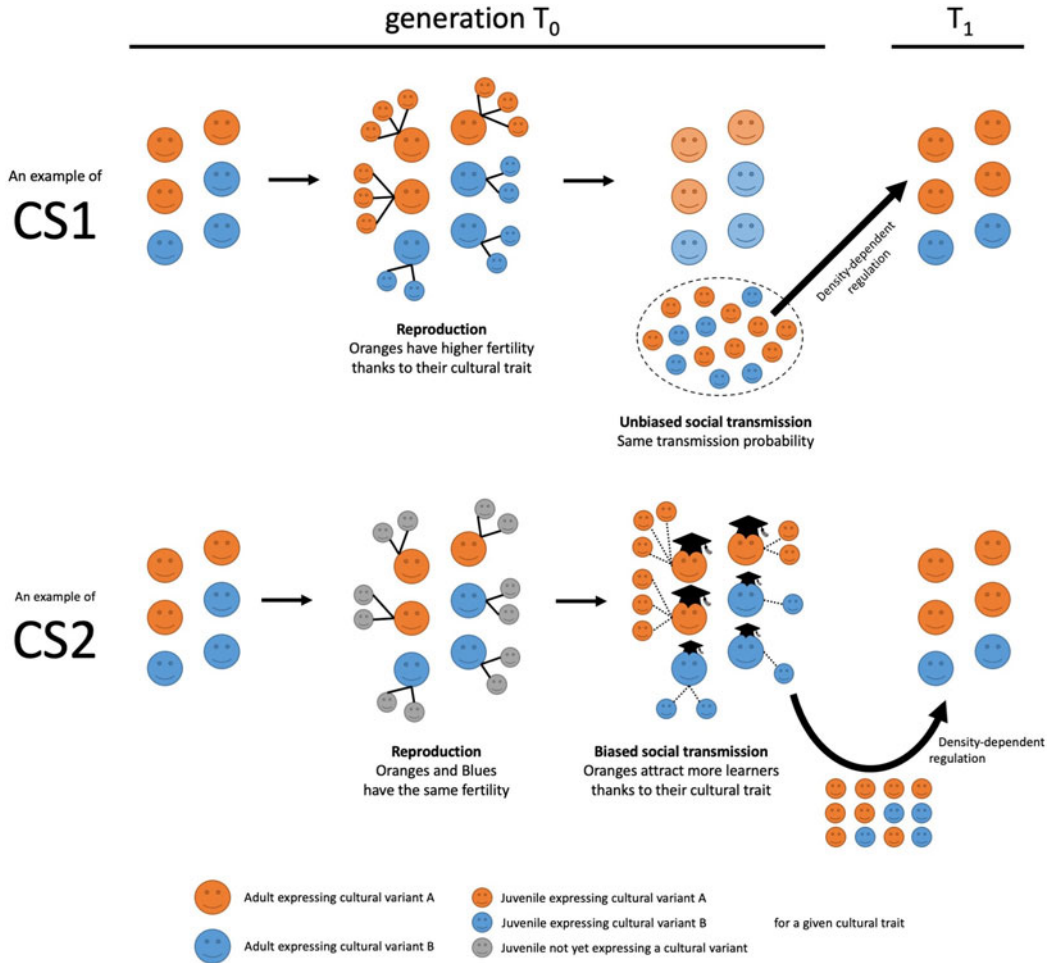 generation T₀
T₁
An example of
CS1
Reproduction
Oranges have higher fertility
thanks to their cultural trait
Density-dependent
regulation
Unbiased social transmission
Same transmission probability
An example of
CS2
Reproduction
Oranges and Blues
have the same fertility
Biased social transmission
Oranges attract more learners
thanks to their cultural trait
Density-dependent
regulation
Adult expressing cultural variant A
Adult expressing cultural variant B
Juvenile expressing cultural variant A
Juvenile expressing cultural variant B
Juvenile not yet expressing a cultural variant
for a given cultural trait